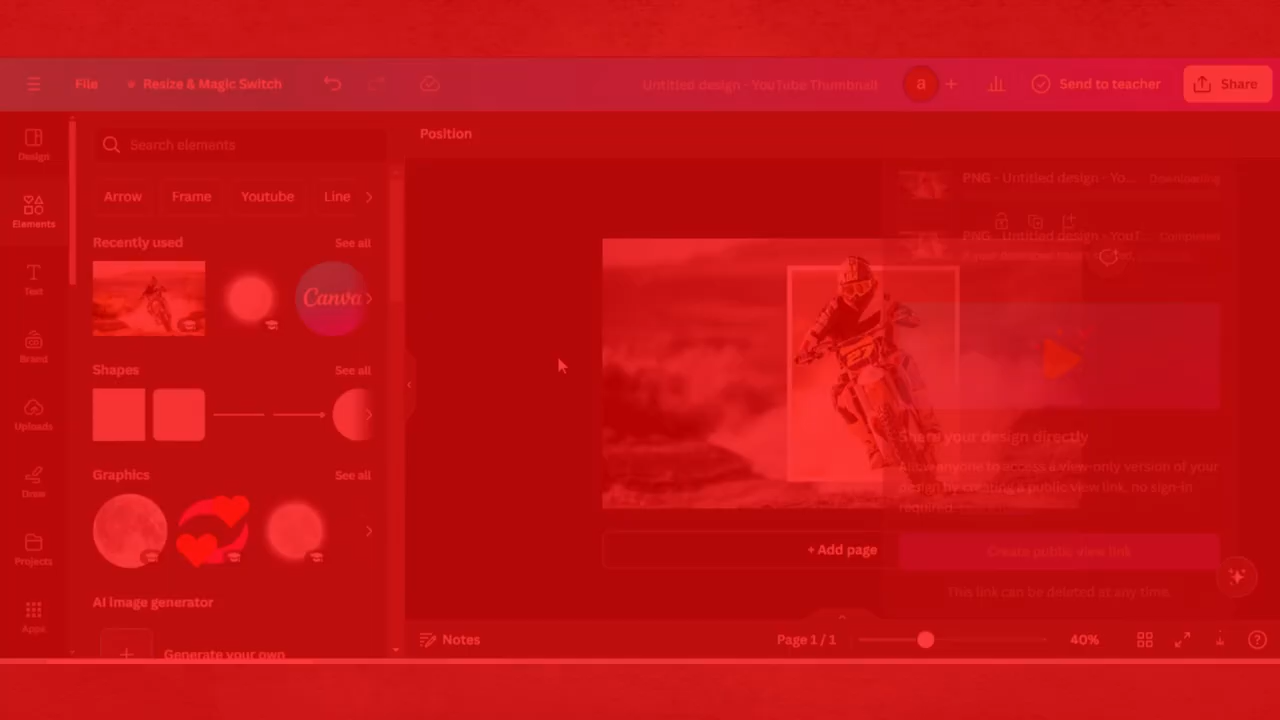 File
Resize & Magic Switch
Untitled design - YouTube Thumbnail
a
Send to teacher
Share
Design
Elements
Text
Brand
Uploads
Draw
Projects
Apps
Search elements
Arrow
Frame
Youtube
Line
Recently used
See all
Canva
Shapes
See all
Graphics
See all
AI image generator
Generate your own
Position
PNG - Untitled design - Yo... Downloading
PNG - Untitled design - YouT... Completed
27
Share your design directly
Allow anyone to access a view-only version of your
design by creating a public view link, no sign-in
required.
Create public view link
This link can be deleted at any time.
+ Add page
Notes
Page 1 / 1
40%